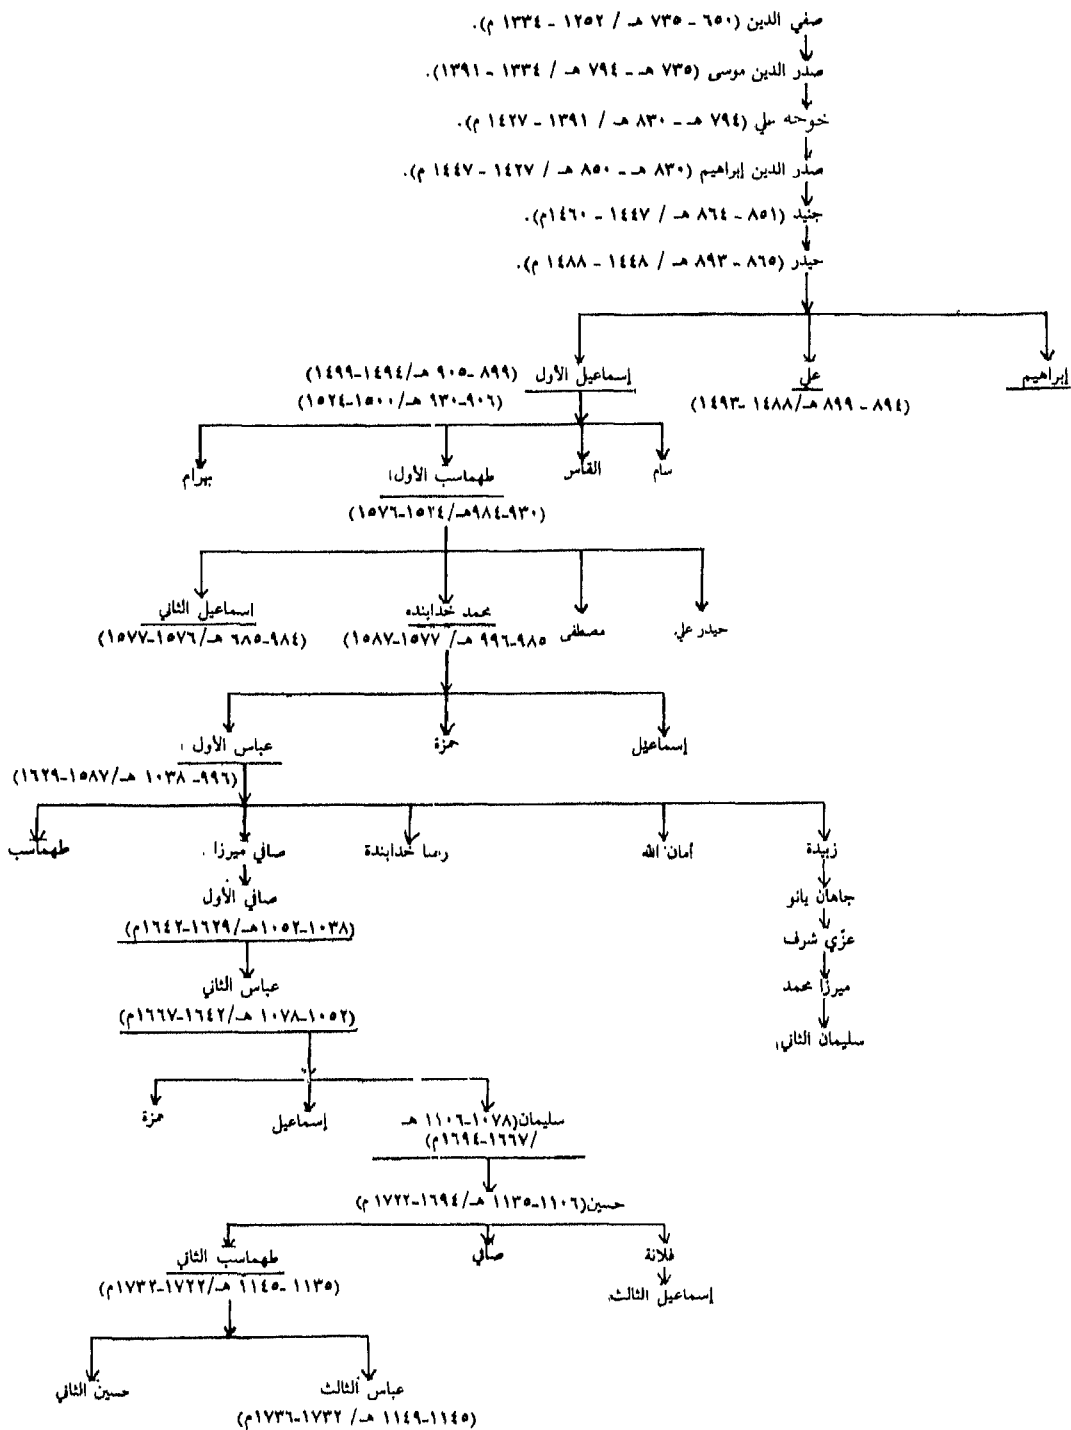 صفي الدين (٦٥٠ - ٧٣٥ هـ / ١٢٥٢ - ١٣٣٤ م).
صدر الدين موسى (٧٣٥ هـ - ٧٩٤ هـ / ١٣٣٤ - ١٣٩١).
خوجه علي (٧٩٤ هـ - ٨٣٠ هـ / ١٣٩١ - ١٤٢٧ م).
صدر الدين إبراهيم (٨٣٠ هـ - ٨٥٠ هـ / ١٤٢٧ - ١٤٤٧ م).
جنيد (٨٥١ - ٨٦٤ هـ / ١٤٤٧ - ١٤٦٠م).
حيدر (٨٦٥ - ٨٩٣ هـ / ١٤٤٨ - ١٤٨٨ م).
إبراهيم
علي
(٨٩٤ - ٨٩٩ هـ/١٤٨٨ - ١٤٩٣)
إسماعيل الأول (٨٩٩ - ٩٠٥ هـ/١٤٩٤-١٤٩٩)
(٩٠٦-٩٣٠ هـ/١٥٠٠-١٥٢٤)
سام
القاس
طهماسب الأول
(٩٣٠-٩٨٤هـ/١٥٢٤-١٥٧٦)
بهرام
حيدر علي
مصطفى
محمد خدابنده
٩٨٥-٩٩٦ هـ/ ١٥٧٧-١٥٨٧)
اسماعيل الثاني
(٩٨٤-٦٨٥ هـ/١٥٧٦-١٥٧٧)
إسماعيل
حمزة
عباس الأول
(٩٩٦- ١٠٣٨ هـ/١٥٨٧-١٦٢٩)
زبيدة
أمان الله
رضا خدابندة
صافي ميرزا
طهماسب
جاهان يانو
عزّي شرف
ميرزا محمد
سليمان الثاني
صافي الأول
(١٠٣٨-١٠٥٢هـ/١٦٢٩-١٦٤٢م)
عباس الثاني
(١٠٥٢-١٠٧٨ هـ/١٦٤٢-١٦٦٧م)
سليمان(١٠٧٨-١١٠٦ هـ
/١٦٦٧-١٦٩٤م)
إسماعيل
حمزة
حسين(١١٠٦-١١٣٥ هـ/١٦٩٤-١٧٢٢ م)
فلانة
صافي
طهماسب الثاني
(١١٣٥ - ١١٤٥ هـ/١٧٢٢-١٧٣٢م)
إسماعيل الثالث
عباس الثالث
(١١٤٥-١١٤٩ هـ/ ١٧٣٢-١٧٣٦م)
حسين الثاني